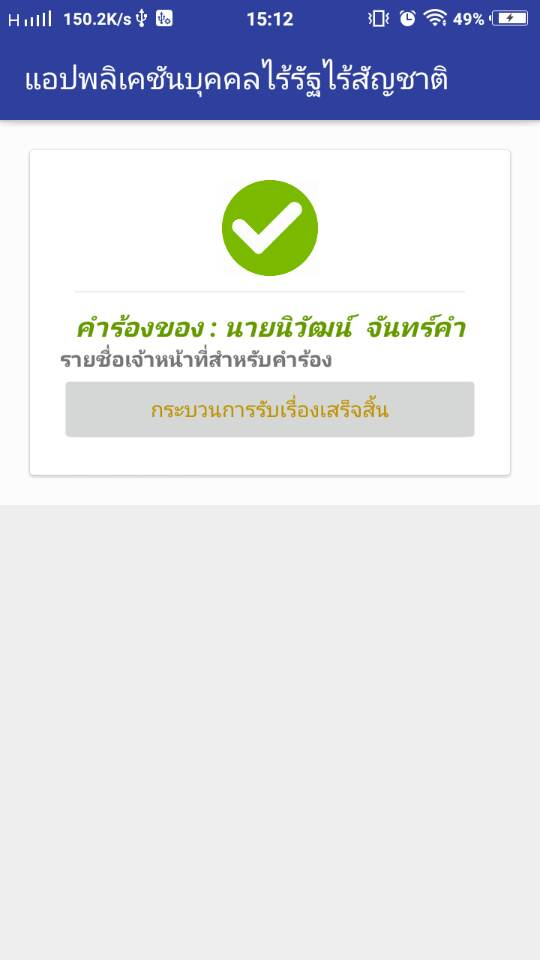 H 150.2K/s 15:12 49%
แอปพลิเคชันบุคคลไร้รัฐไร้สัญชาติ
คำร้องของ : นายนิวัฒน์ จันทร์คำ
รายชื่อเจ้าหน้าที่สำหรับคำร้อง
กระบวนการรับเรื่องเสร็จสิ้น